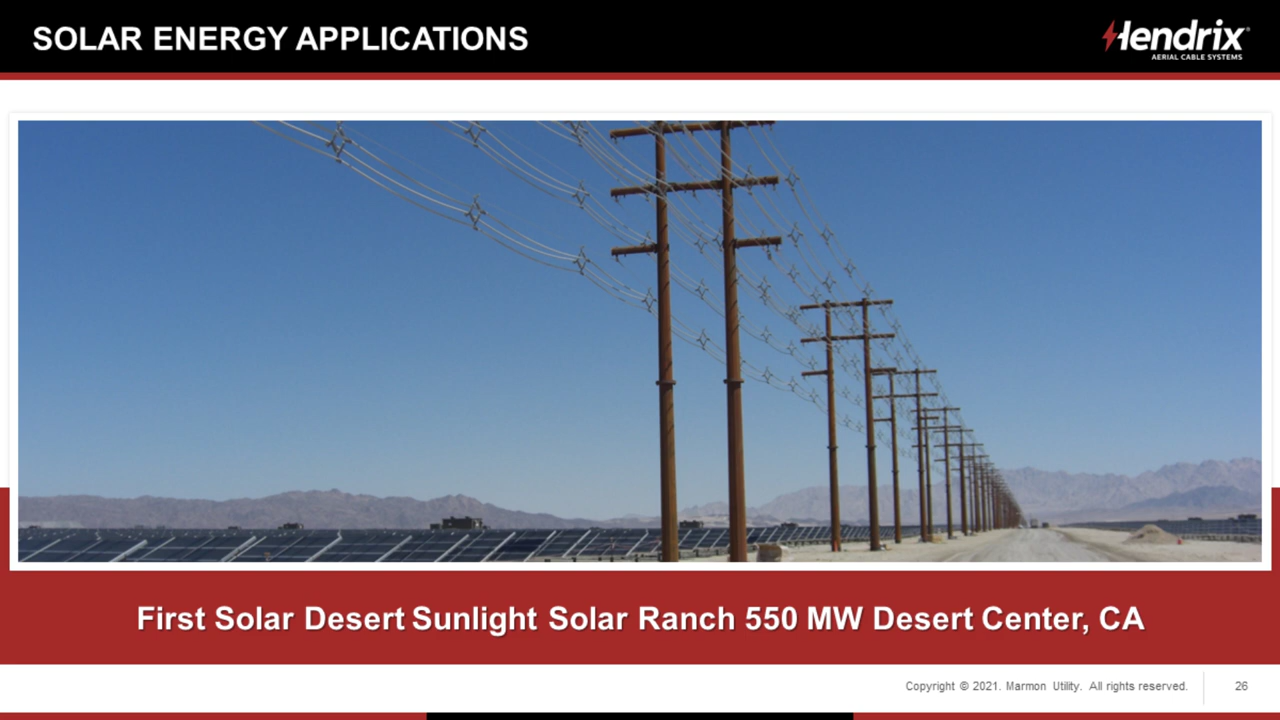 SOLAR ENERGY APPLICATIONS
Hendrix®
AERIAL CABLE SYSTEMS
First Solar Desert Sunlight Solar Ranch 550 MW Desert Center, CA
Copyright © 2021. Marmon Utility. All rights reserved.
26